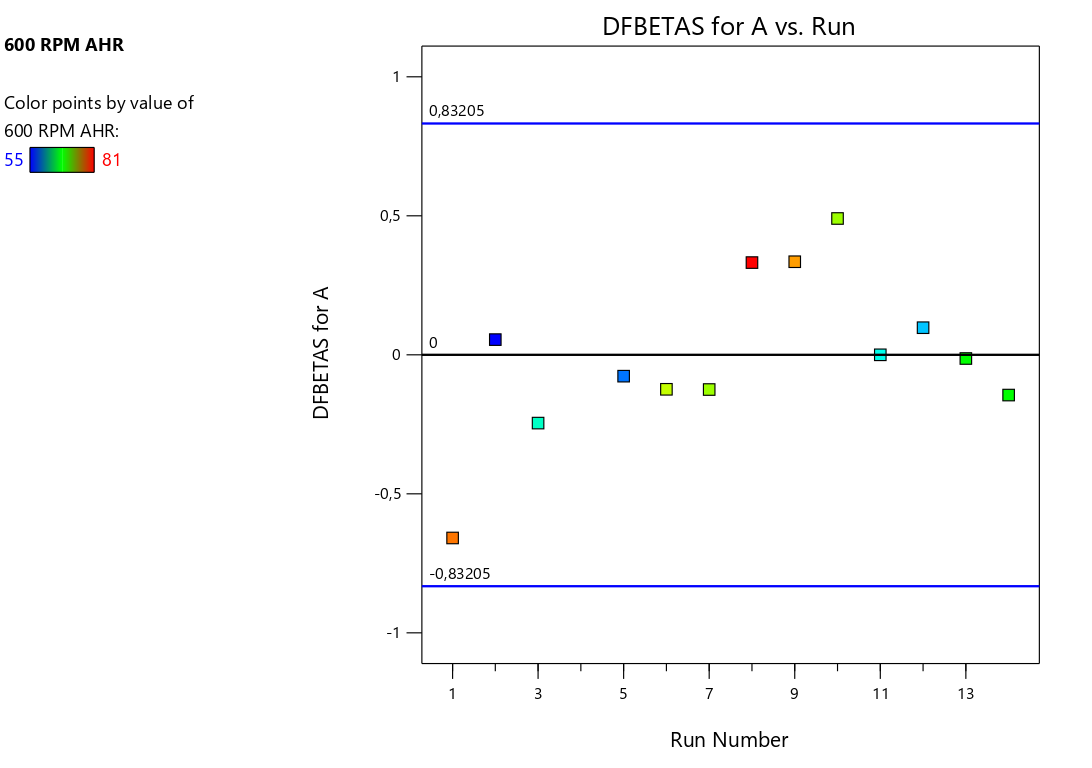 DFBETAS for A vs. Run
600 RPM AHR
Color points by value of
600 RPM AHR:
55 81
1
0,83205
0,5
DFBETAS for A
0
0
-0,5
-0,83205
-1
1 3 5 7 9 11 13
Run Number